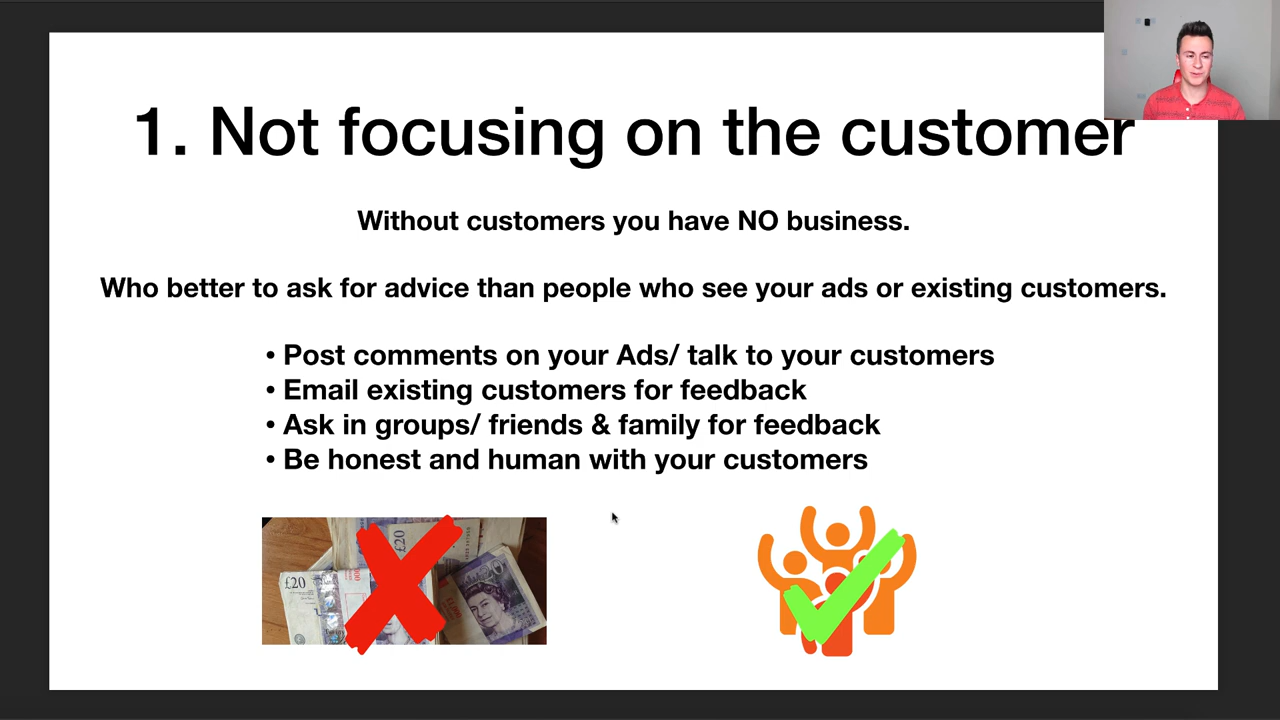 1. Not focusing on the customer
Without customers you have NO business.
Who better to ask for advice than people who see your ads or existing customers.
• Post comments on your Ads/ talk to your customers
• Email existing customers for feedback
• Ask in groups/ friends & family for feedback
• Be honest and human with your customers
£20
£20